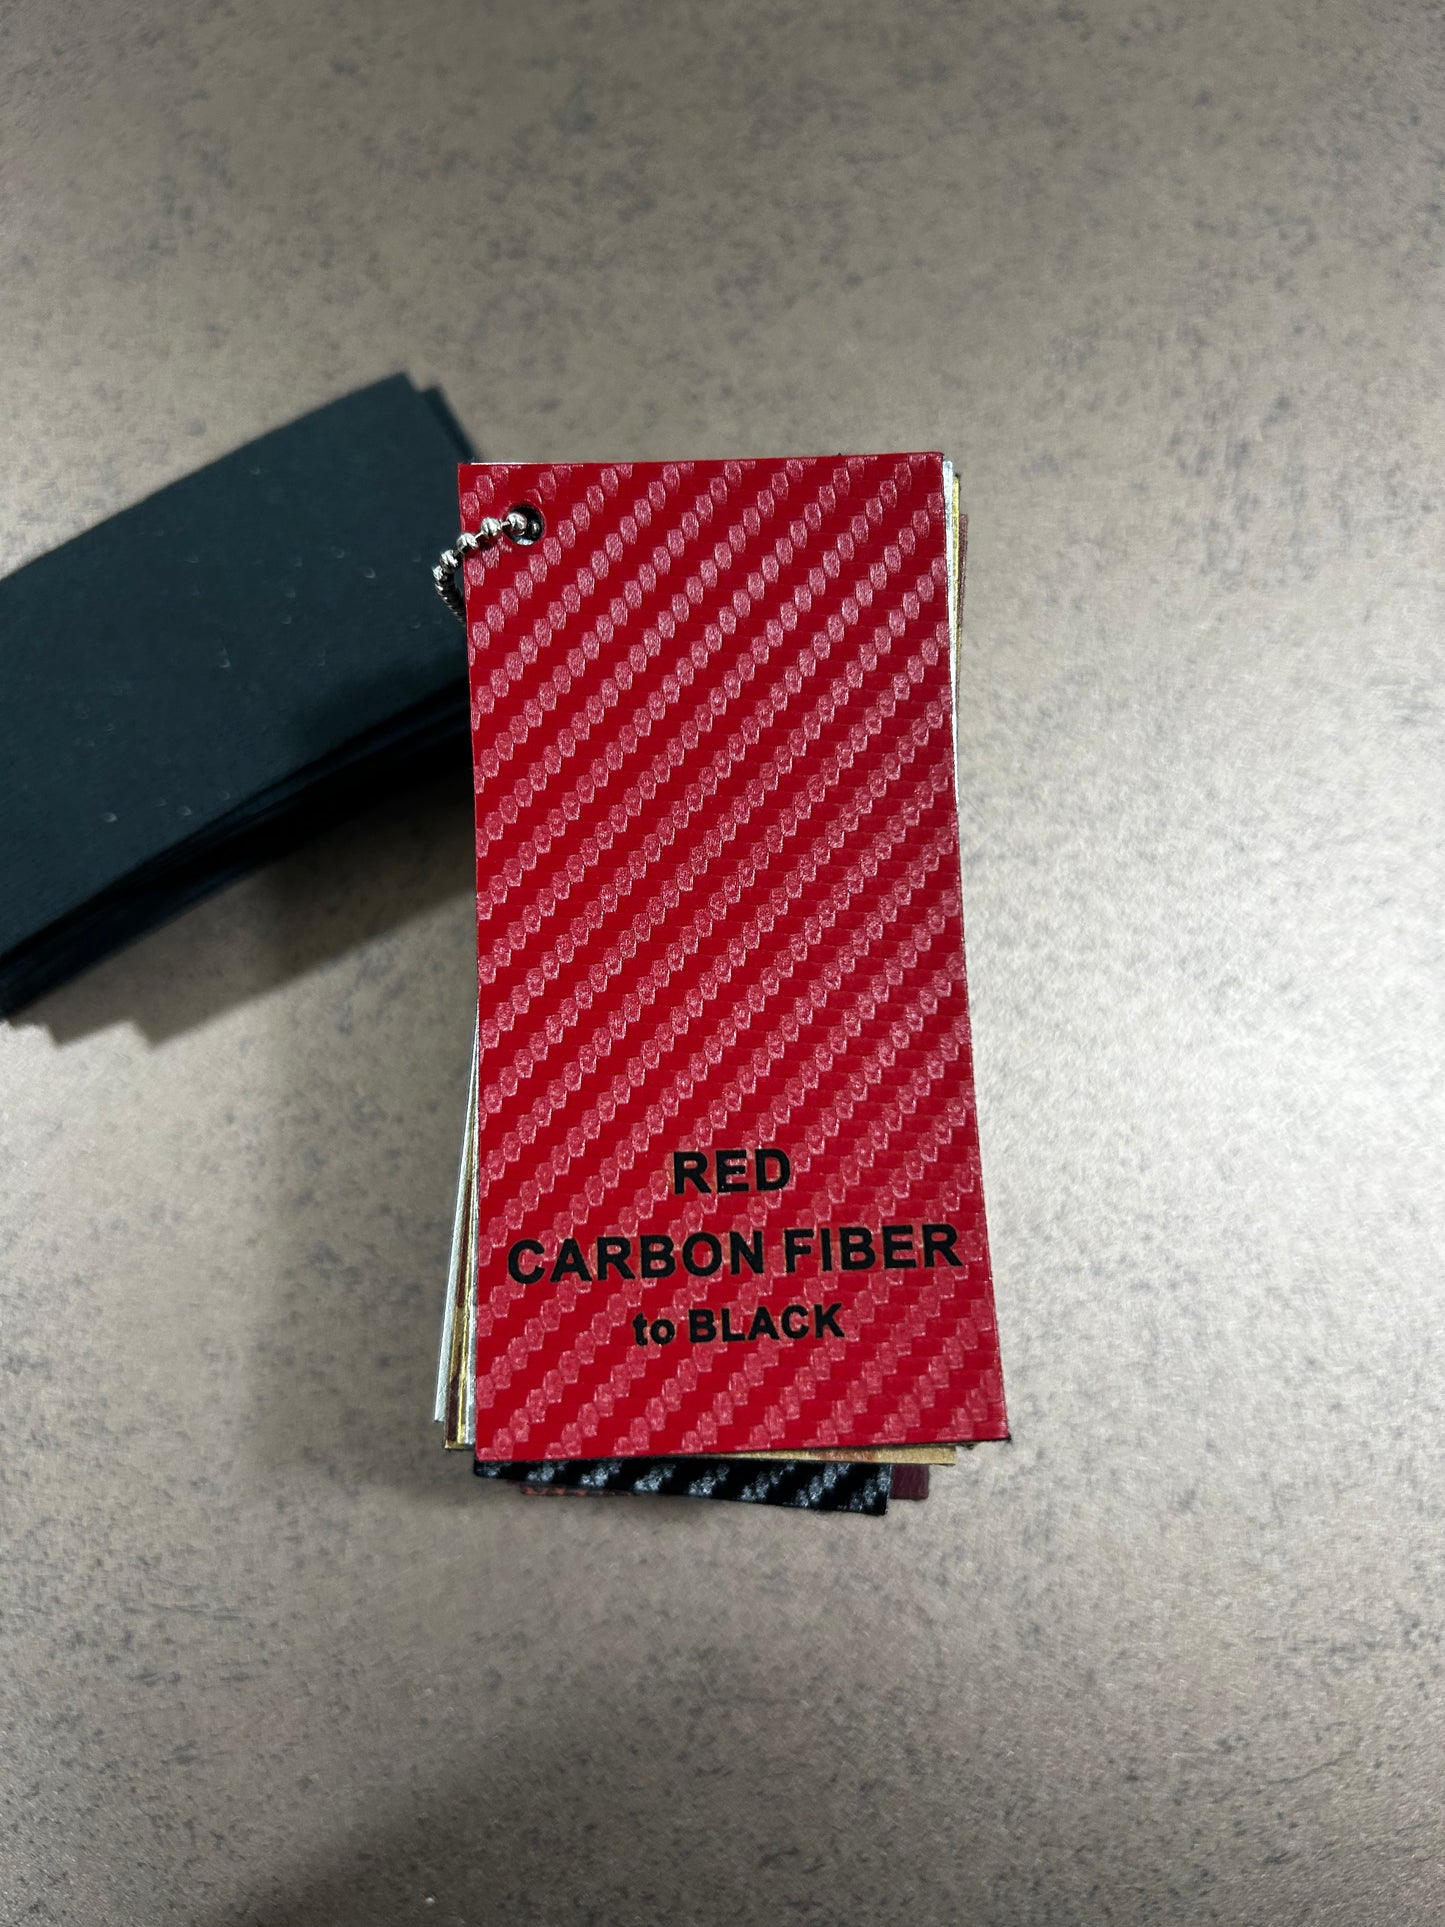 RED
CARBON FIBER
to BLACK